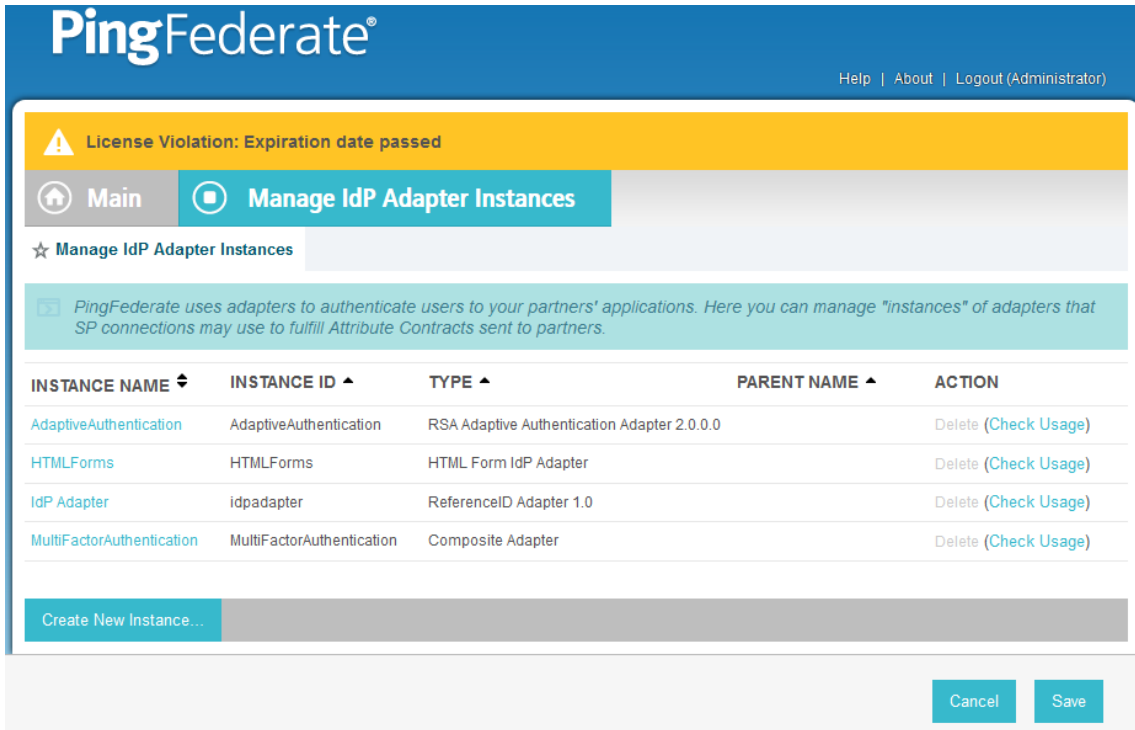 PingFederate®
Help | About | Logout (Administrator)
License Violation: Expiration date passed
Main Manage IdP Adapter Instances
Manage IdP Adapter Instances
PingFederate uses adapters to authenticate users to your partners' applications. Here you can manage "instances" of adapters that
SP connections may use to fulfill Attribute Contracts sent to partners.
INSTANCE NAME INSTANCE ID TYPE PARENT NAME ACTION
AdaptiveAuthentication AdaptiveAuthentication RSA Adaptive Authentication Adapter 2.0.0.0 Delete (Check Usage)
HTMLForms HTMLForms HTML Form IdP Adapter Delete (Check Usage)
IdP Adapter idpadapter ReferenceID Adapter 1.0 Delete (Check Usage)
MultiFactorAuthentication MultiFactorAuthentication Composite Adapter Delete (Check Usage)
Create New Instance...
Cancel Save